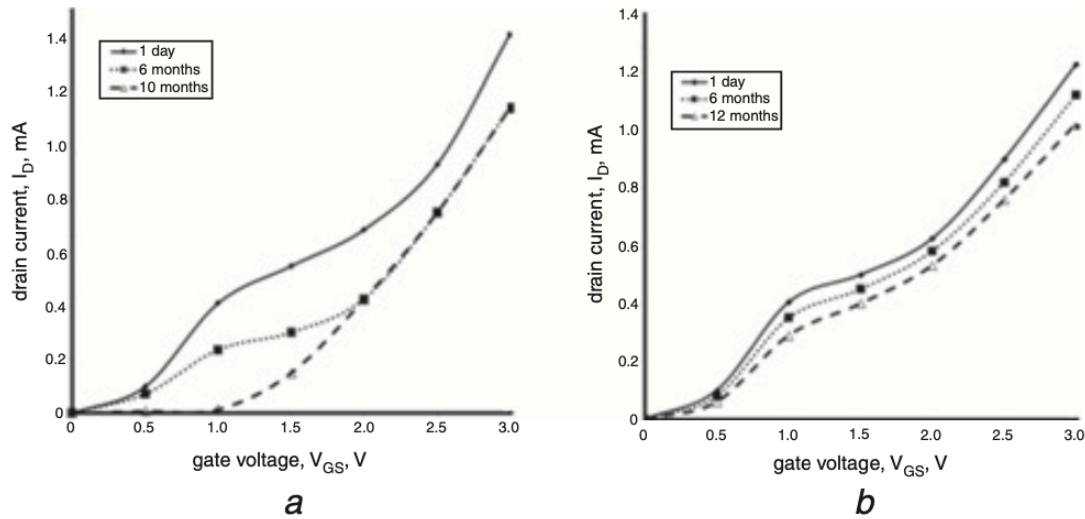 1.4
1.2
1.0
0.8
0.6
0.4
0.2
0
drain current, I_D, mA
1 day
6 months
10 months
0 0.5 1.0 1.5 2.0 2.5 3.0
gate voltage, V_GS, V
a
1.4
1.2
1.0
0.8
0.6
0.4
0.2
0
drain current, I_D, mA
1 day
6 months
12 months
0 0.5 1.0 1.5 2.0 2.5 3.0
gate voltage, V_GS, V
b